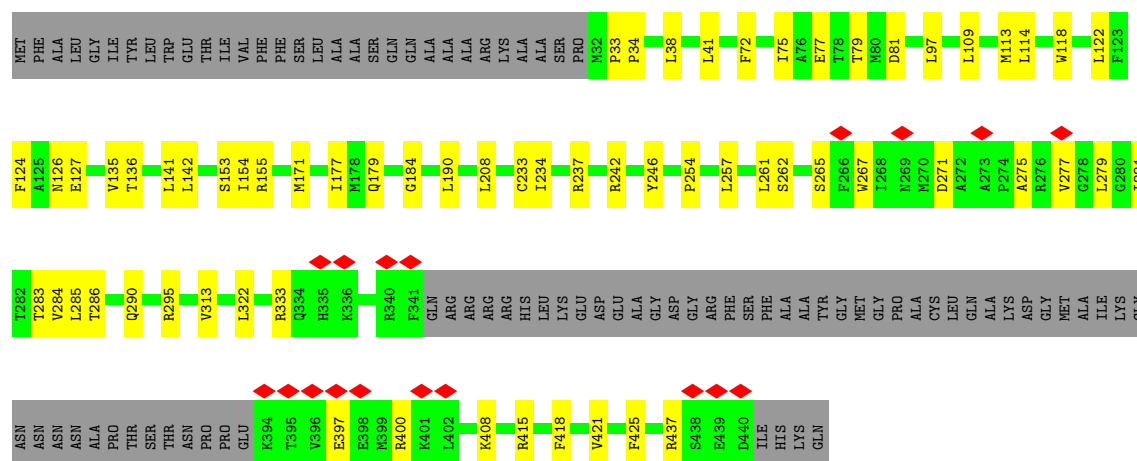 MET PHE ALA LEU GLY ILE TYR LEU TRP GLU THR ILE VAL PHE PHE SER LEU ALA ALA SER GLN GLN ALA ALA ALA ARG LYS ALA ALA SER PRO M32 P33 P34 L38 L41 F72 I75 A76 E77 T78 T79 M80 D81 L97 L109 M113 L114 W118 L122 F123
F124 A125 N126 E127 V135 T136 L141 L142 S153 I154 R155 M171 I177 M178 Q179 G184 L190 L208 C233 I234 R237 R242 Y246 P254 L257 L261 S262 S265 F266 W267 I268 N269 M270 D271 A272 A273 P274 A275 R276 V277 G278 L279 G280
T282 T283 V284 L285 T286 Q290 R295 V313 L322 R333 Q334 H335 K336 R340 F341 GLN ARG ARG ARG ARG HIS LEU LYS GLU ASP GLU ALA GLY ASP GLY ARG PHE SER PHE ALA ALA TYR GLY MET GLY PRO ALA CYS LEU GLN ALA LYS ASP GLY MET ALA ILE LYS
ASN ASN ASN ASN ALA PRO THR SER THR ASN PRO PRO GLU K394 T395 V396 E397 E398 M399 R400 K401 L402 K408 R415 F418 V421 F425 R437 S438 E439 D440 ILE HIS LYS GLN